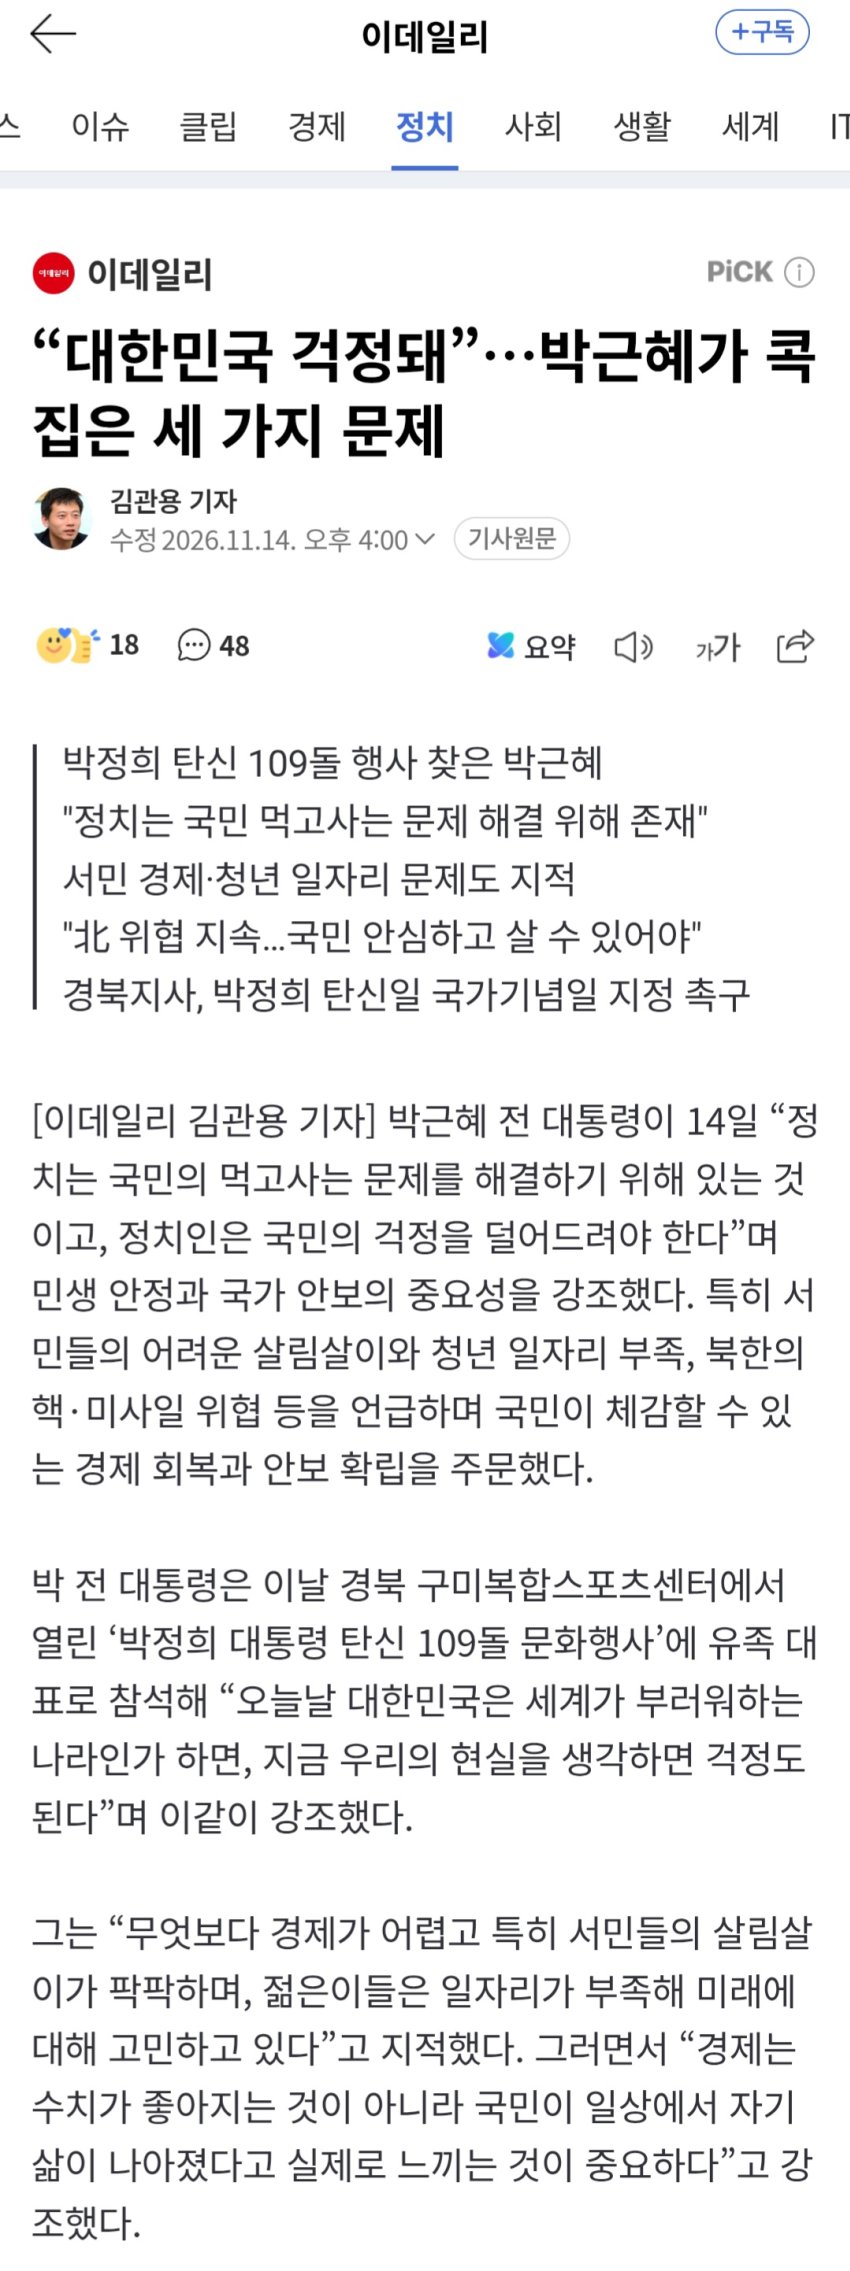 이데일리
+구독
스 이슈 클립 경제 정치 사회 생활 세계 IT
이데일리
이데일리
PiCK
“대한민국 걱정돼”…박근혜가 콕
집은 세 가지 문제
김관용 기자
수정 2026.11.14. 오후 4:00
기사원문
18 48 요약 가가
박정희 탄신 109돌 행사 찾은 박근혜
"정치는 국민 먹고사는 문제 해결 위해 존재"
서민 경제·청년 일자리 문제도 지적
"北 위협 지속…국민 안심하고 살 수 있어야"
경북지사, 박정희 탄신일 국가기념일 지정 촉구
[이데일리 김관용 기자] 박근혜 전 대통령이 14일 “정
치는 국민의 먹고사는 문제를 해결하기 위해 있는 것
이고, 정치인은 국민의 걱정을 덜어드려야 한다”며
민생 안정과 국가 안보의 중요성을 강조했다. 특히 서
민들의 어려운 살림살이와 청년 일자리 부족, 북한의
핵·미사일 위협 등을 언급하며 국민이 체감할 수 있
는 경제 회복과 안보 확립을 주문했다.
박 전 대통령은 이날 경북 구미복합스포츠센터에서
열린 ‘박정희 대통령 탄신 109돌 문화행사’에 유족 대
표로 참석해 “오늘날 대한민국은 세계가 부러워하는
나라인가 하면, 지금 우리의 현실을 생각하면 걱정도
된다”며 이같이 강조했다.
그는 “무엇보다 경제가 어렵고 특히 서민들의 살림살
이가 팍팍하며, 젊은이들은 일자리가 부족해 미래에
대해 고민하고 있다”고 지적했다. 그러면서 “경제는
수치가 좋아지는 것이 아니라 국민이 일상에서 자기
삶이 나아졌다고 실제로 느끼는 것이 중요하다”고 강
조했다.